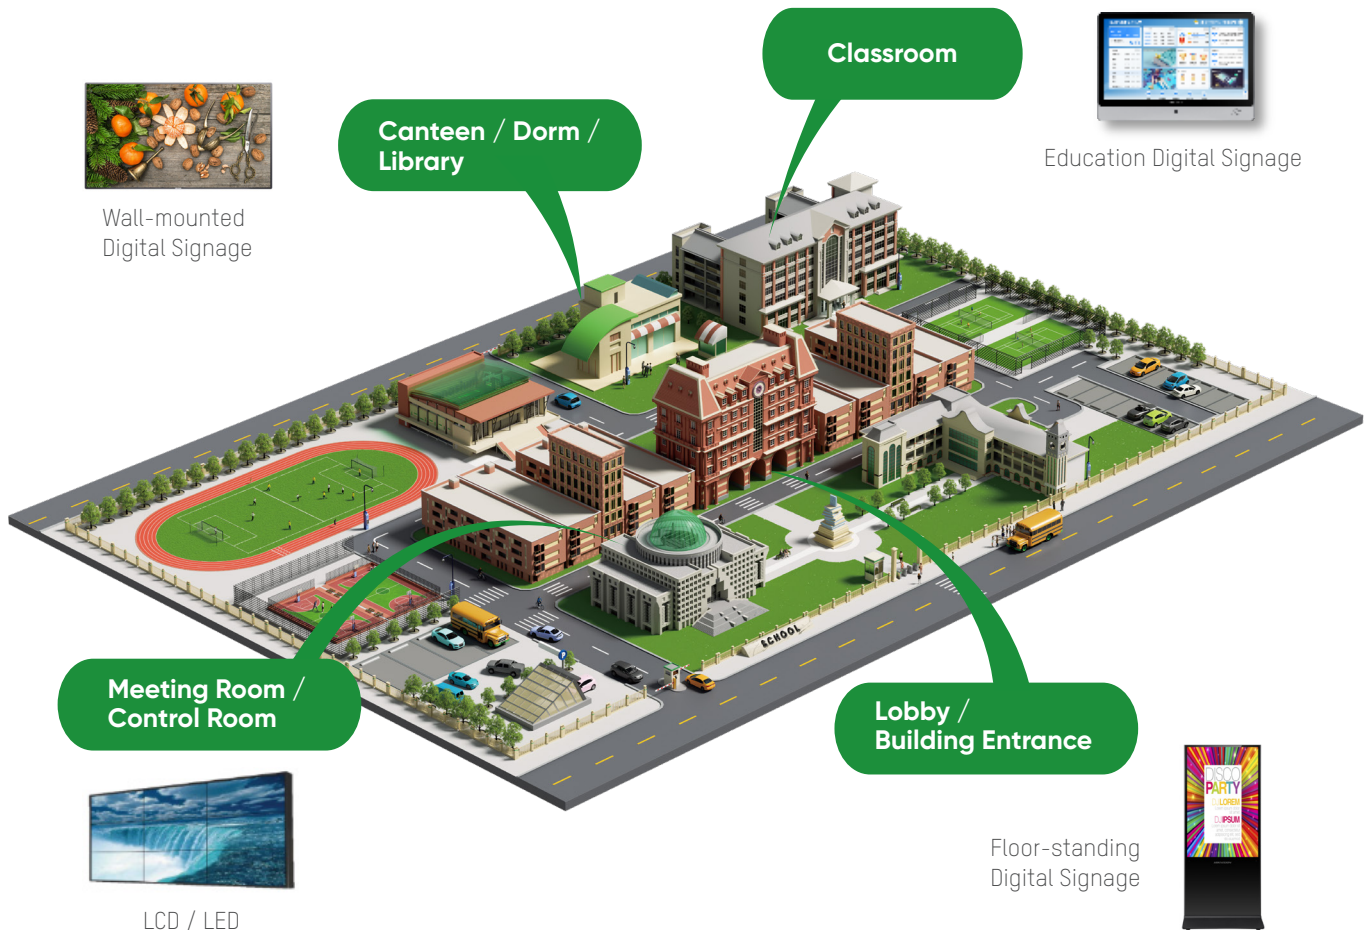 Classroom
Education Digital Signage
Canteen / Dorm /
Library
Wall-mounted
Digital Signage
SCHOOL
Meeting Room /
Control Room
Lobby /
Building Entrance
LCD / LED
Floor-standing
Digital Signage
DISCO
PARTY
DJ LOREM
DJ IPSUM
P